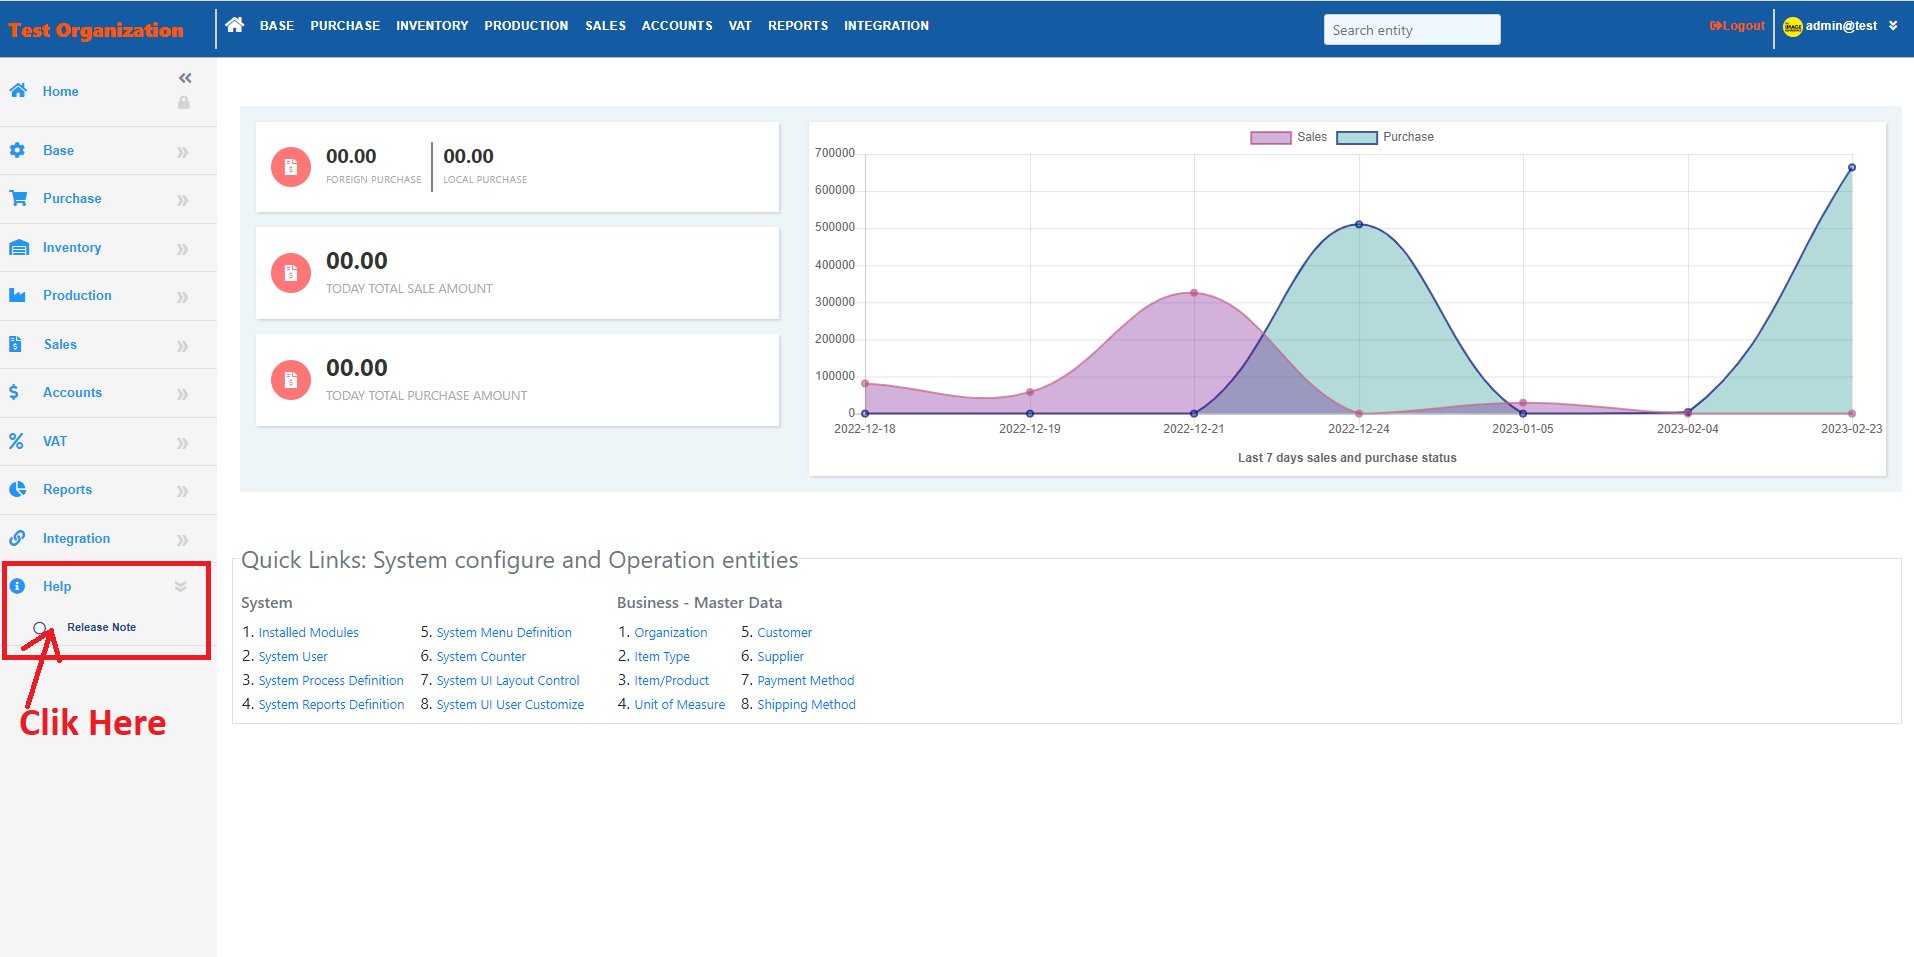 Test Organization
BASE PURCHASE INVENTORY PRODUCTION SALES ACCOUNTS VAT REPORTS INTEGRATION
Search entity
Logout
admin@test
Home
Base
Purchase
Inventory
Production
Sales
Accounts
VAT
Reports
Integration
Help
Release Note
Clik Here
00.00
FOREIGN PURCHASE
00.00
LOCAL PURCHASE
00.00
TODAY TOTAL SALE AMOUNT
00.00
TODAY TOTAL PURCHASE AMOUNT
Sales Purchase
700000
600000
500000
400000
300000
200000
100000
0
2022-12-18 2022-12-19 2022-12-21 2022-12-24 2023-01-05 2023-02-04 2023-02-23
Last 7 days sales and purchase status
Quick Links: System configure and Operation entities
System
1. Installed Modules
2. System User
3. System Process Definition
4. System Reports Definition
5. System Menu Definition
6. System Counter
7. System UI Layout Control
8. System UI User Customize
Business - Master Data
1. Organization
2. Item Type
3. Item/Product
4. Unit of Measure
5. Customer
6. Supplier
7. Payment Method
8. Shipping Method